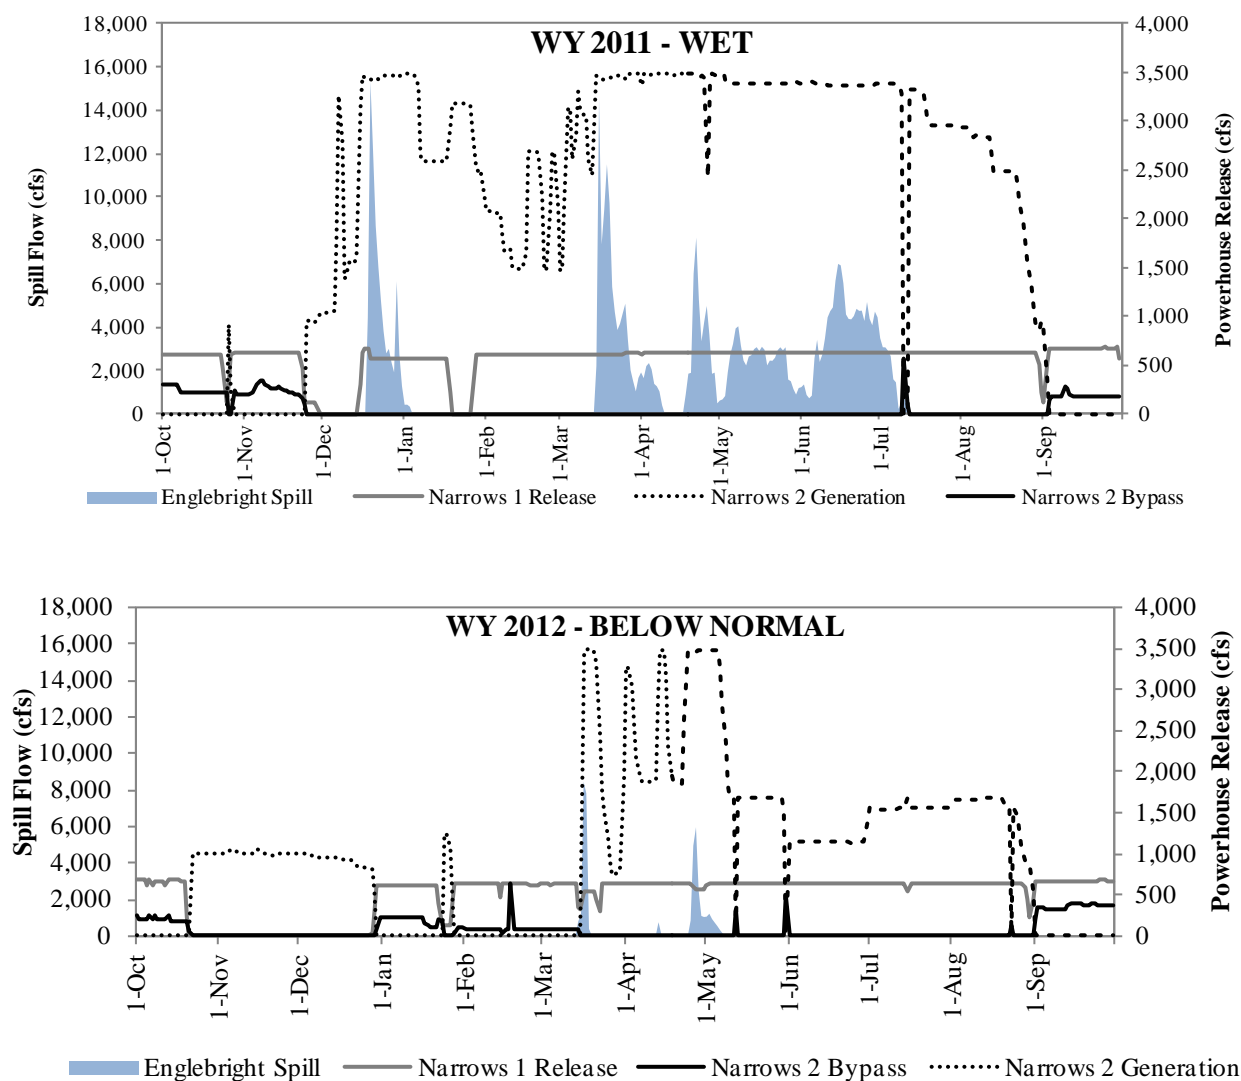 WY 2011 - WET
Spill Flow (cfs)
18,000
16,000
14,000
12,000
10,000
8,000
6,000
4,000
2,000
0
4,000
3,500
3,000
2,500
2,000
1,500
1,000
500
0
Powerhouse Release (cfs)
1-Oct
1-Nov
1-Dec
1-Jan
1-Feb
1-Mar
1-Apr
1-May
1-Jun
1-Jul
1-Aug
1-Sep
Englebright Spill
Narrows 1 Release
Narrows 2 Generation
Narrows 2 Bypass
WY 2012 - BELOW NORMAL
Spill Flow (cfs)
18,000
16,000
14,000
12,000
10,000
8,000
6,000
4,000
2,000
0
4,000
3,500
3,000
2,500
2,000
1,500
1,000
500
0
Powerhouse Release (cfs)
1-Oct
1-Nov
1-Dec
1-Jan
1-Feb
1-Mar
1-Apr
1-May
1-Jun
1-Jul
1-Aug
1-Sep
Englebright Spill
Narrows 1 Release
Narrows 2 Bypass
Narrows 2 Generation